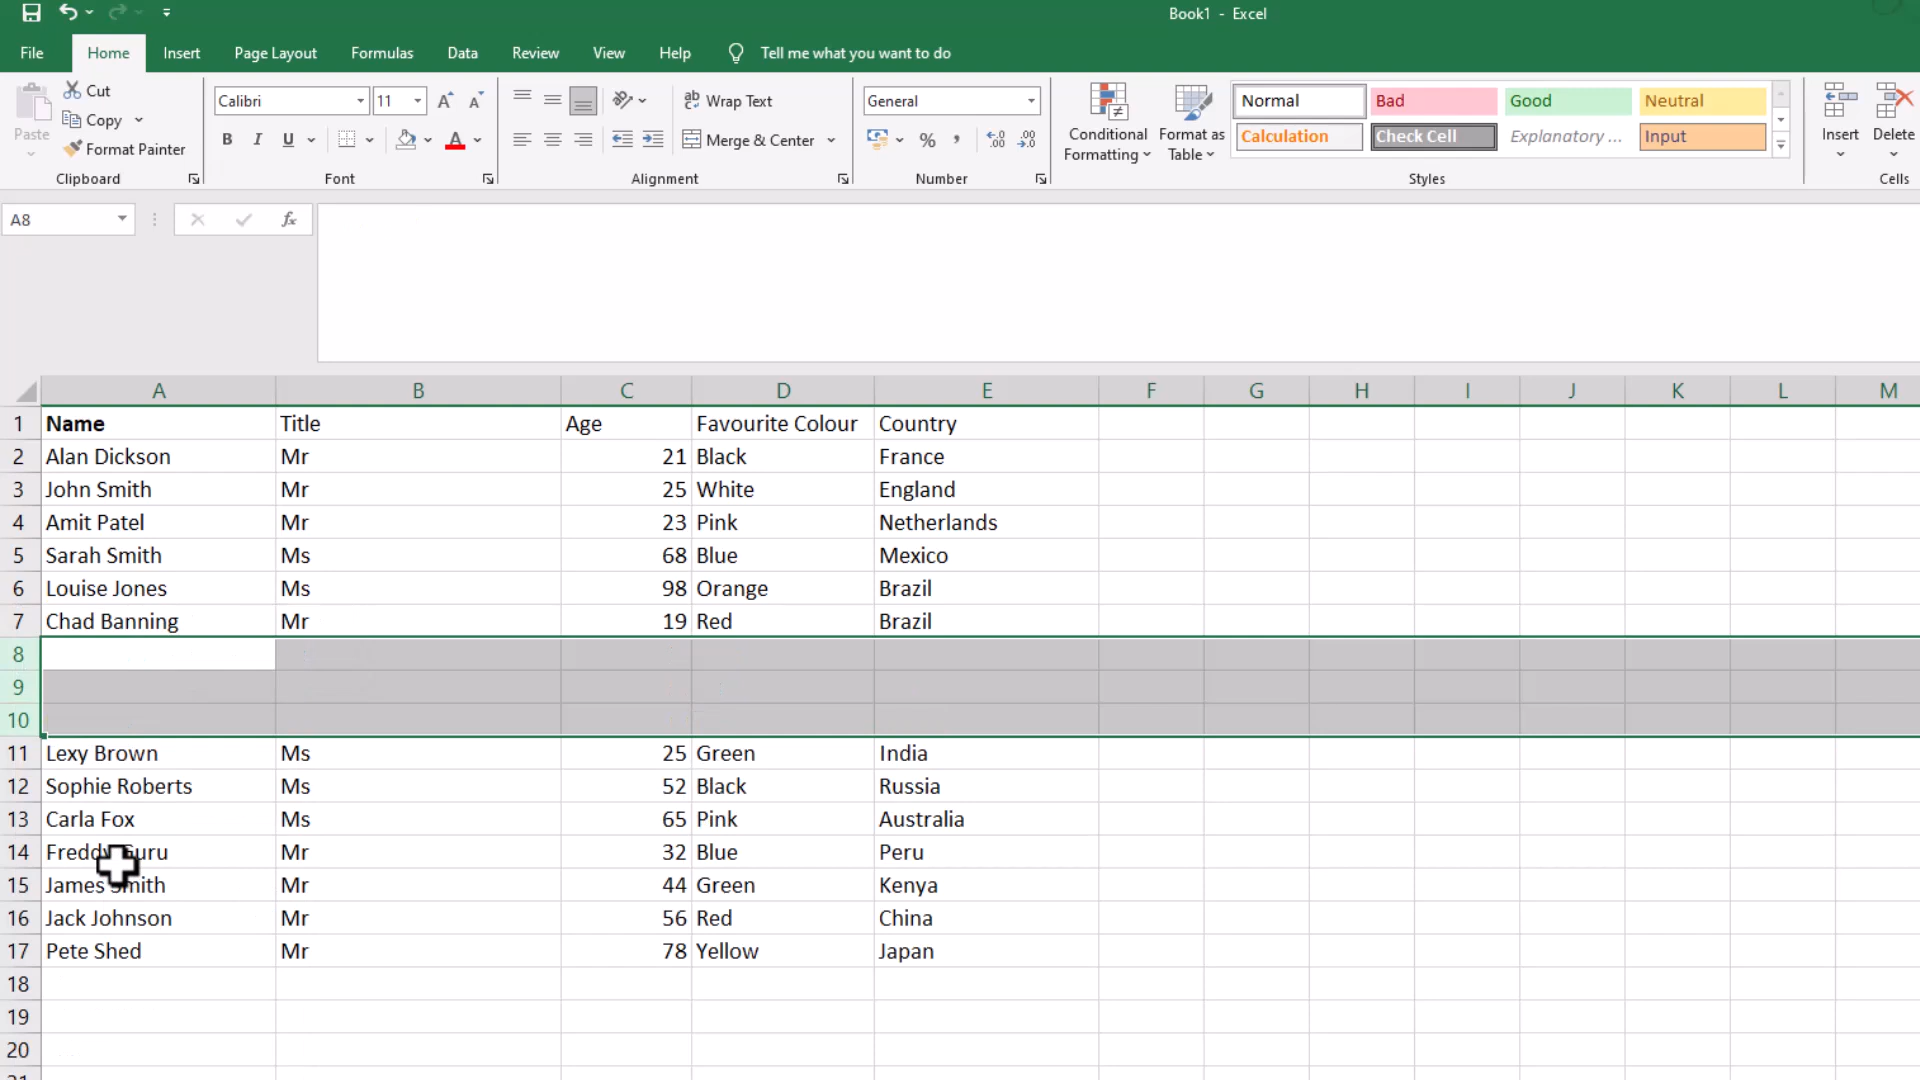 Book1 - Excel
File Home Insert Page Layout Formulas Data Review View Help Tell me what you want to do
Paste Cut Copy Format Painter
Clipboard
Calibri 11
B I U A
Font
ab Wrap Text
Merge & Center
Alignment
General
% , .00 .00
Number
Conditional Formatting
Format as Table
Normal Bad Good Neutral
Calculation Check Cell Explanatory ... Input
Styles
Insert Delete
Cells
A8 fx
A B C D E F G H I J K L M
1 Name Title Age Favourite Colour Country
2 Alan Dickson Mr 21 Black France
3 John Smith Mr 25 White England
4 Amit Patel Mr 23 Pink Netherlands
5 Sarah Smith Ms 68 Blue Mexico
6 Louise Jones Ms 98 Orange Brazil
7 Chad Banning Mr 19 Red Brazil
8
9
10
11 Lexy Brown Ms 25 Green India
12 Sophie Roberts Ms 52 Black Russia
13 Carla Fox Ms 65 Pink Australia
14 Freddy Guru Mr 32 Blue Peru
15 James Smith Mr 44 Green Kenya
16 Jack Johnson Mr 56 Red China
17 Pete Shed Mr 78 Yellow Japan
18
19
20